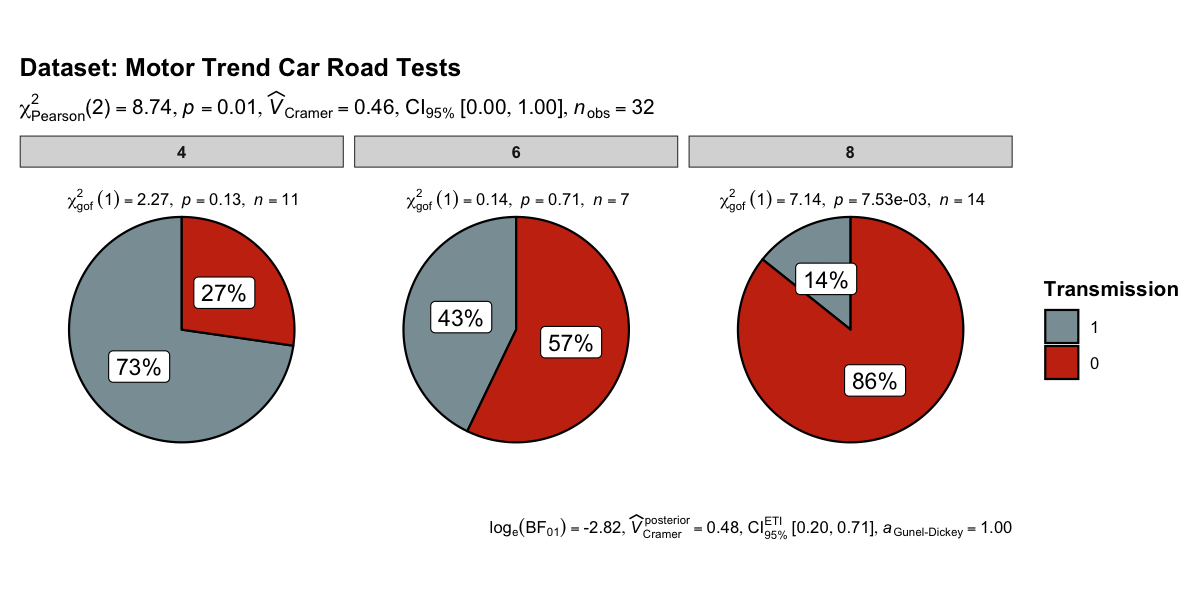 Dataset: Motor Trend Car Road Tests
χ²Pearson(2) = 8.74, p = 0.01, V̂Cramer = 0.46, CI95% [0.00, 1.00], nobs = 32
4
6
8
χ²gof (1) = 2.27, p = 0.13, n = 11
χ²gof (1) = 0.14, p = 0.71, n = 7
χ²gof (1) = 7.14, p = 7.53e-03, n = 14
27%
73%
43%
57%
14%
86%
Transmission
1
0
loge(BF01) = -2.82, V̂posteriorCramer = 0.48, CIETI95% [0.20, 0.71], aGunel-Dickey = 1.00